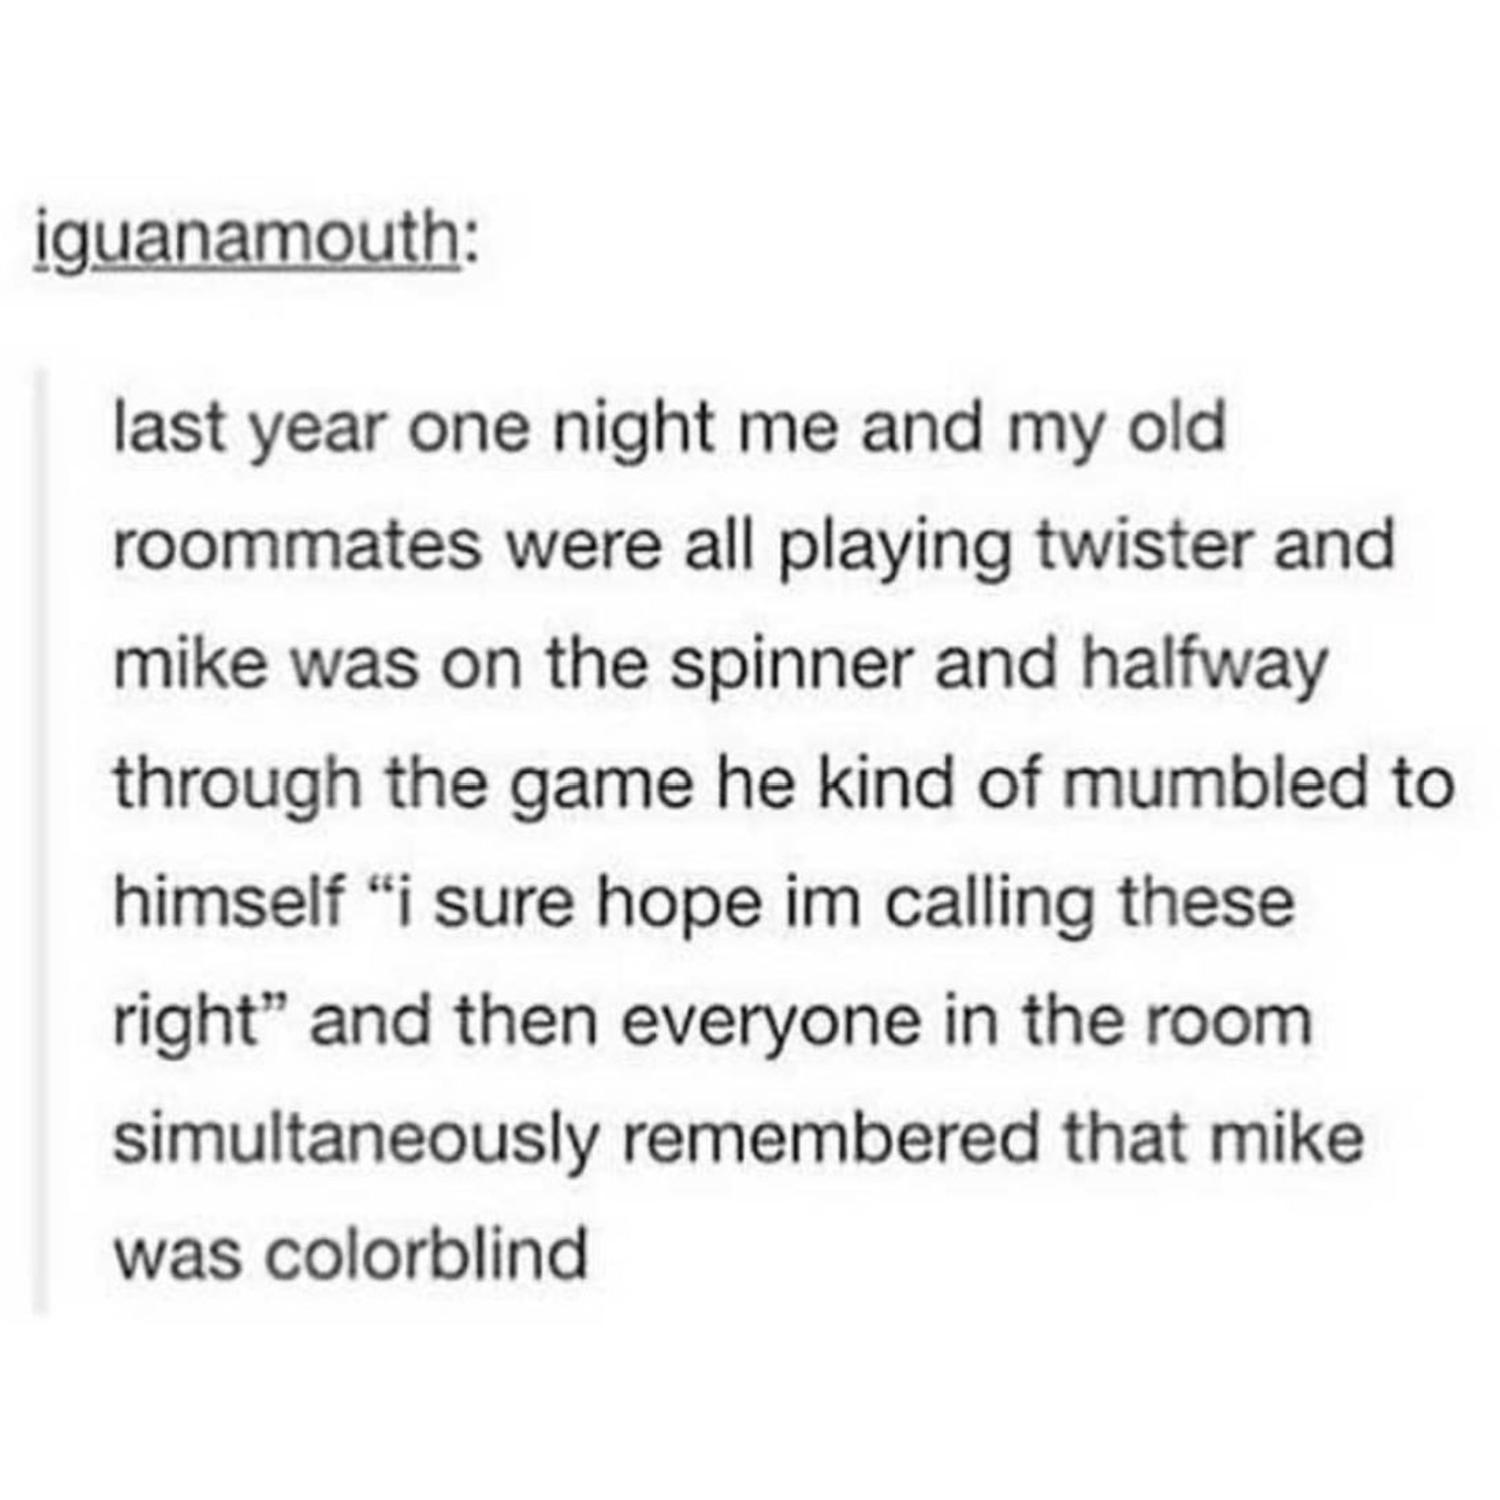 iguanamouth:
last year one night me and my old
roommates were all playing twister and
mike was on the spinner and halfway
through the game he kind of mumbled to
himself “i sure hope im calling these
right” and then everyone in the room
simultaneously remembered that mike
was colorblind